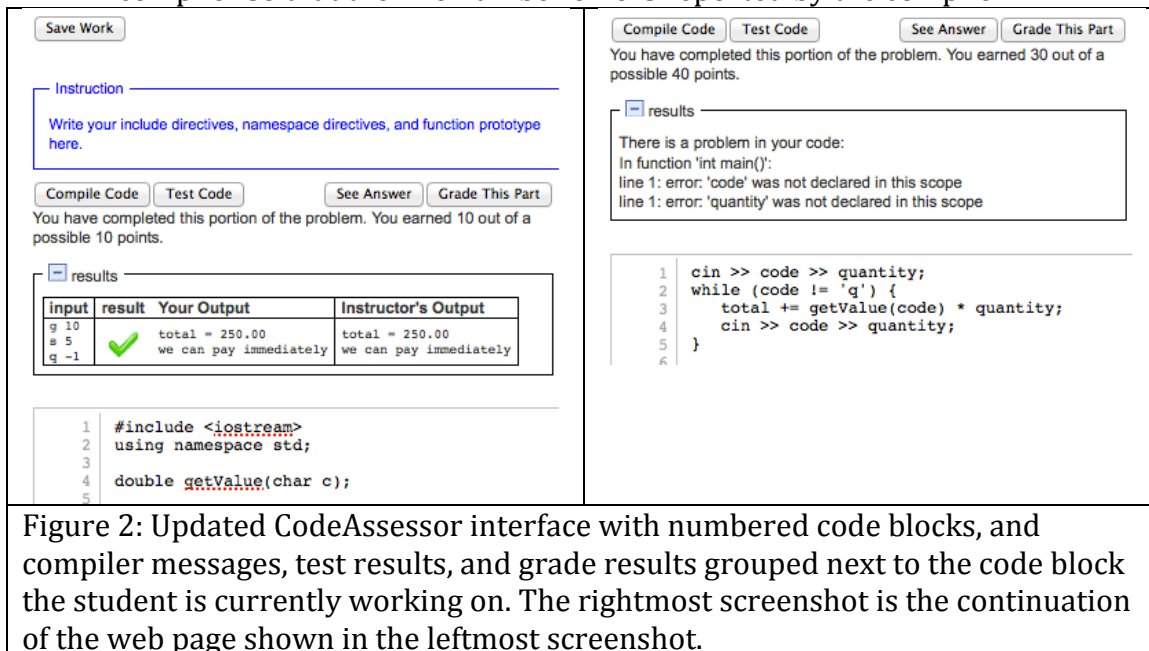 Save Work
Instruction
Write your include directives, namespace directives, and function prototype
here.
Compile Code Test Code See Answer Grade This Part
You have completed this portion of the problem. You earned 10 out of a
possible 10 points.
results
input result Your Output Instructor's Output
g 10
s 5
q -1
total = 250.00
we can pay immediately
total = 250.00
we can pay immediately
1 #include <iostream>
2 using namespace std;
3
4 double getValue(char c);
5
Compile Code Test Code See Answer Grade This Part
You have completed this portion of the problem. You earned 30 out of a
possible 40 points.
results
There is a problem in your code:
In function 'int main()':
line 1: error: 'code' was not declared in this scope
line 1: error: 'quantity' was not declared in this scope
1 cin >> code >> quantity;
2 while (code != 'q') {
3 total += getValue(code) * quantity;
4 cin >> code >> quantity;
5 }
6
Figure 2: Updated CodeAssessor interface with numbered code blocks, and
compiler messages, test results, and grade results grouped next to the code block
the student is currently working on. The rightmost screenshot is the continuation
of the web page shown in the leftmost screenshot.